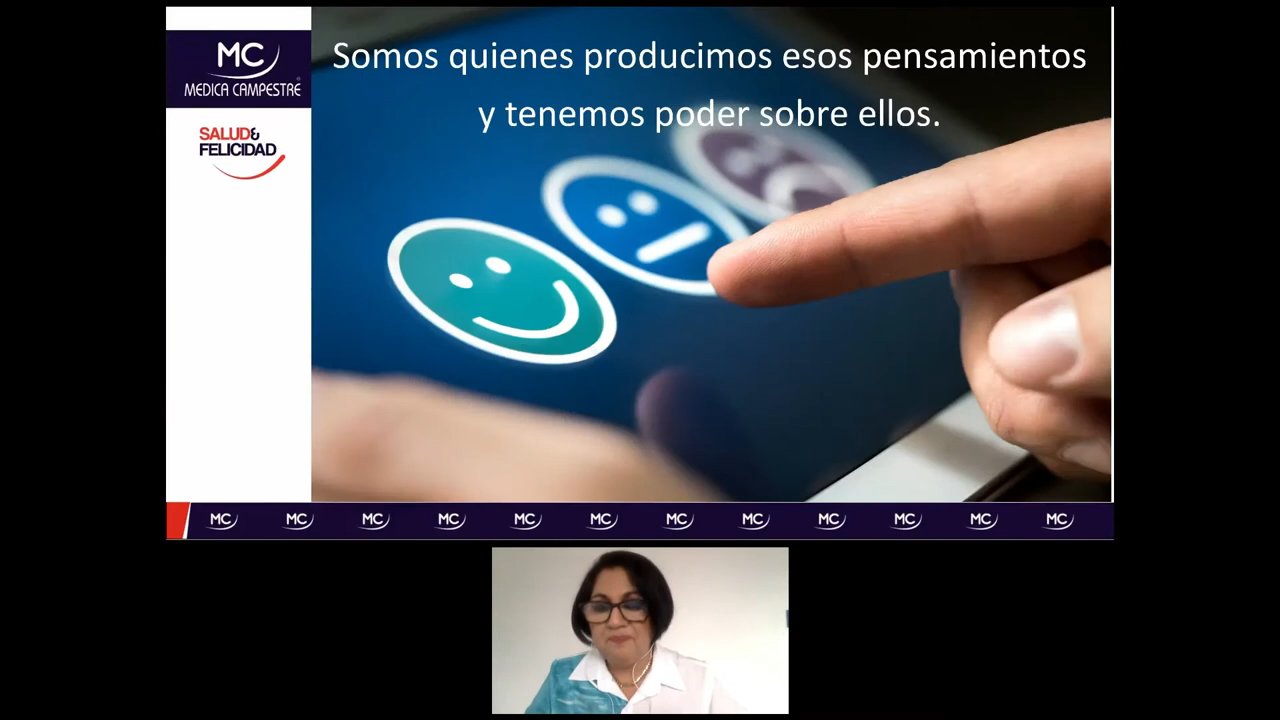 Somos quienes producimos esos pensamientos
y tenemos poder sobre ellos.
MC
MEDICA CAMPESTRE
SALUD&
FELICIDAD
MC MC MC MC MC MC MC MC MC MC MC MC